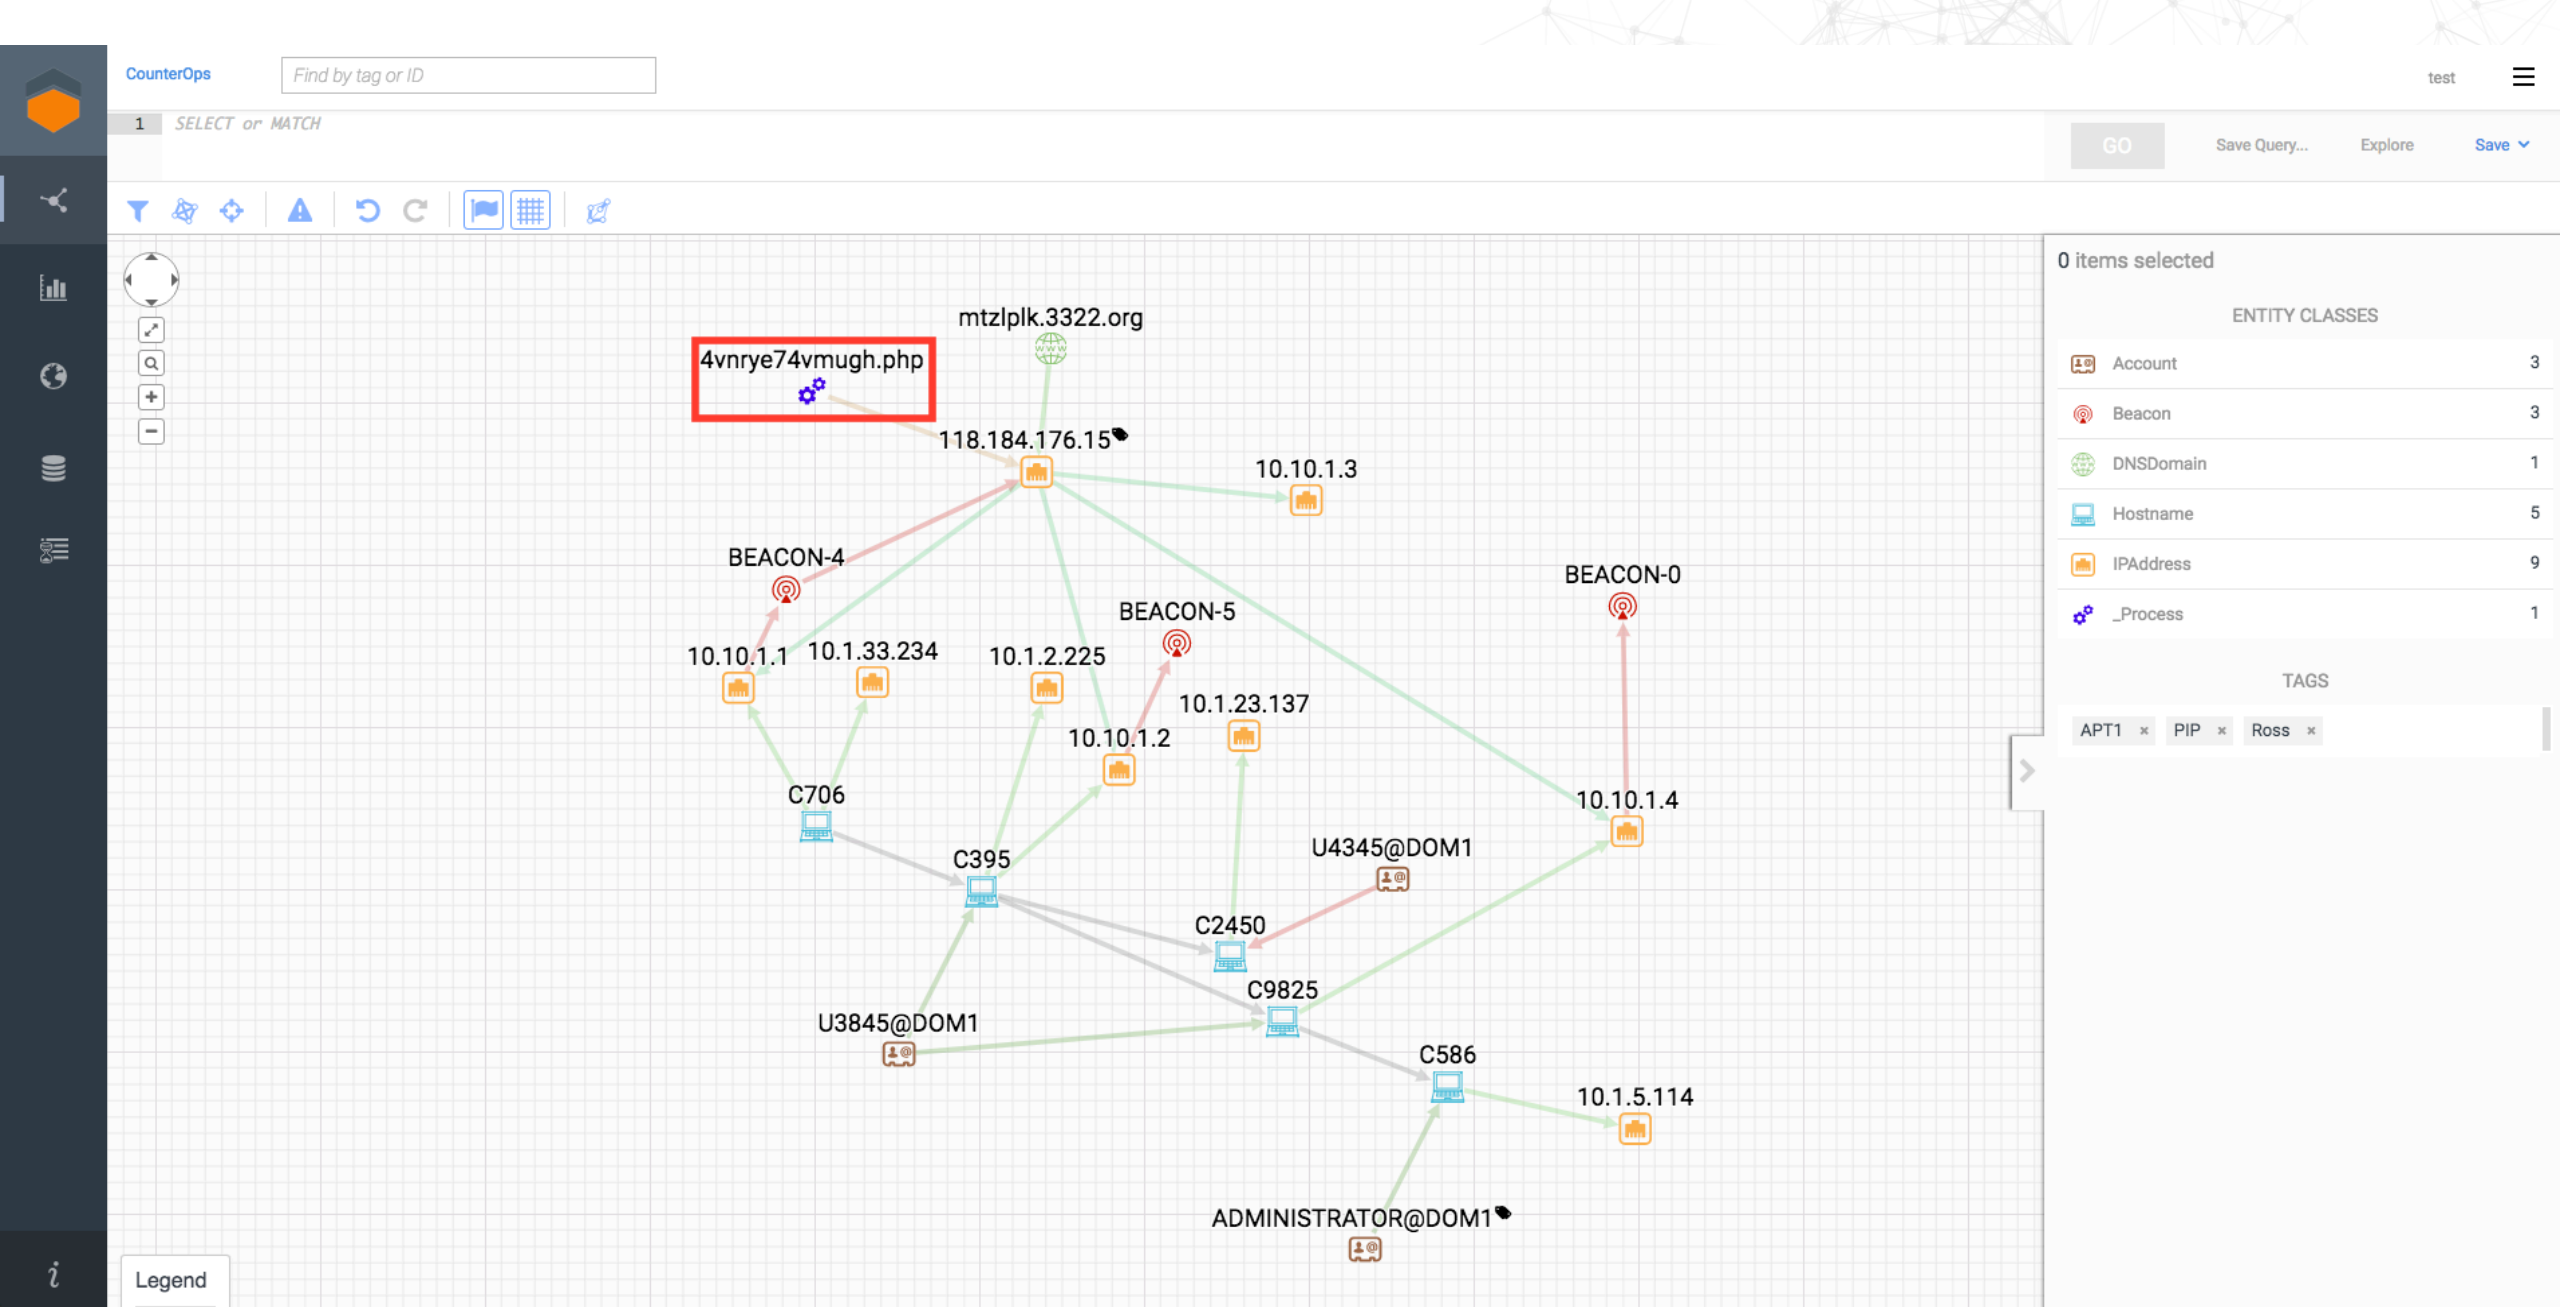 CounterOps
Find by tag or ID
test
1 SELECT or MATCH
GO
Save Query...
Explore
Save
0 items selected
ENTITY CLASSES
Account 3
Beacon 3
DNSDomain 1
Hostname 5
IPAddress 9
_Process 1
TAGS
APT1 ×
PIP ×
Ross ×
mtzlplk.3322.org
www
4vnrye74vmugh.php
118.184.176.15
10.10.1.3
BEACON-4
BEACON-0
BEACON-5
10.10.1.1
10.1.33.234
10.1.2.225
10.1.23.137
10.10.1.2
C706
10.10.1.4
U4345@DOM1
C395
C2450
C9825
U3845@DOM1
C586
10.1.5.114
ADMINISTRATOR@DOM1
Legend
i